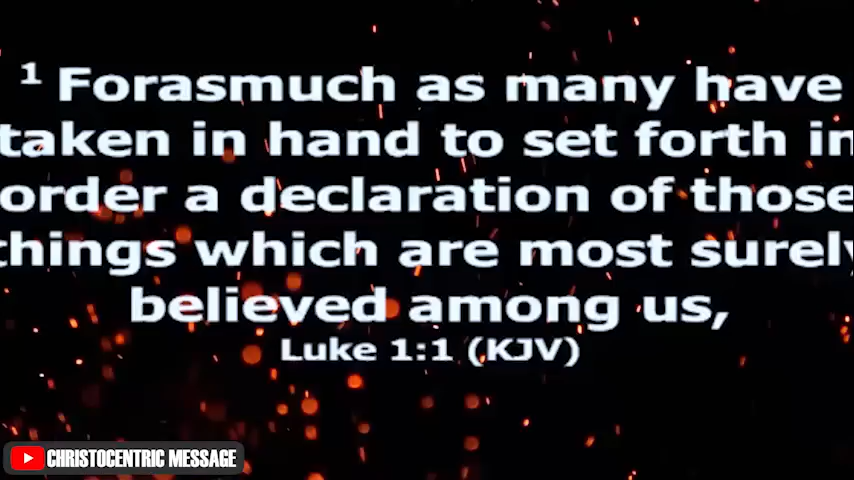 1 Forasmuch as many have
taken in hand to set forth in
order a declaration of those
things which are most surely
believed among us,
Luke 1:1 (KJV)
CHRISTOCENTRIC MESSAGE